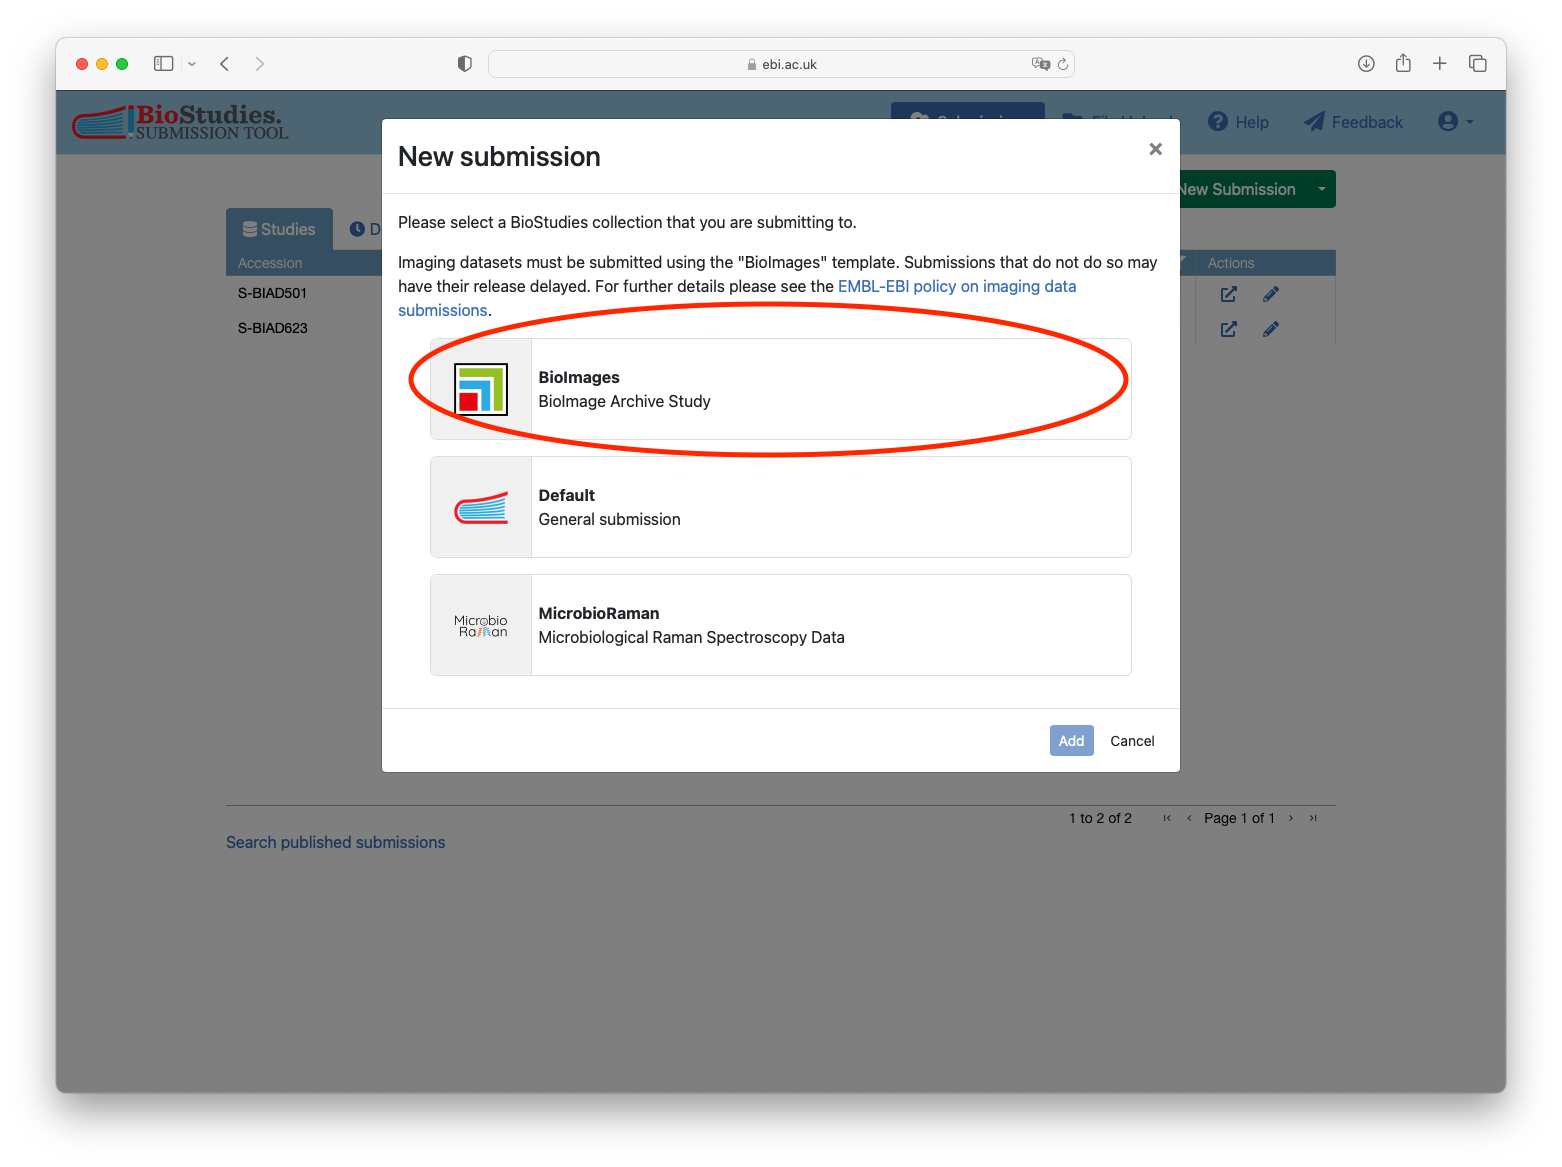 ebi.ac.uk
BioStudies.
SUBMISSION TOOL
Help
Feedback
New submission
×
New Submission
Please select a BioStudies collection that you are submitting to.
Studies
D
Imaging datasets must be submitted using the "BioImages" template. Submissions that do not do so may
have their release delayed. For further details please see the EMBL-EBI policy on imaging data
submissions.
Accession
Actions
S-BIAD501
S-BIAD623
BioImages
BioImage Archive Study
Default
General submission
Microbio
Raman
MicrobioRaman
Microbiological Raman Spectroscopy Data
Add
Cancel
1 to 2 of 2
Page 1 of 1
Search published submissions